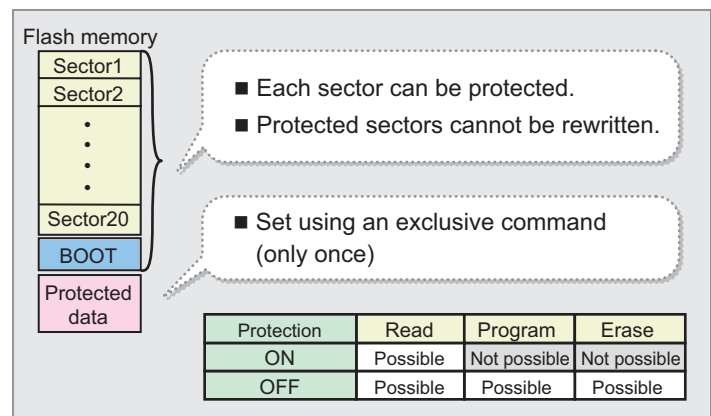 Flash memory
Sector1
Sector2
Sector20
BOOT
Protected
data
■ Each sector can be protected.
■ Protected sectors cannot be rewritten.
■ Set using an exclusive command
(only once)
Protection Read Program Erase
ON Possible Not possible Not possible
OFF Possible Possible Possible